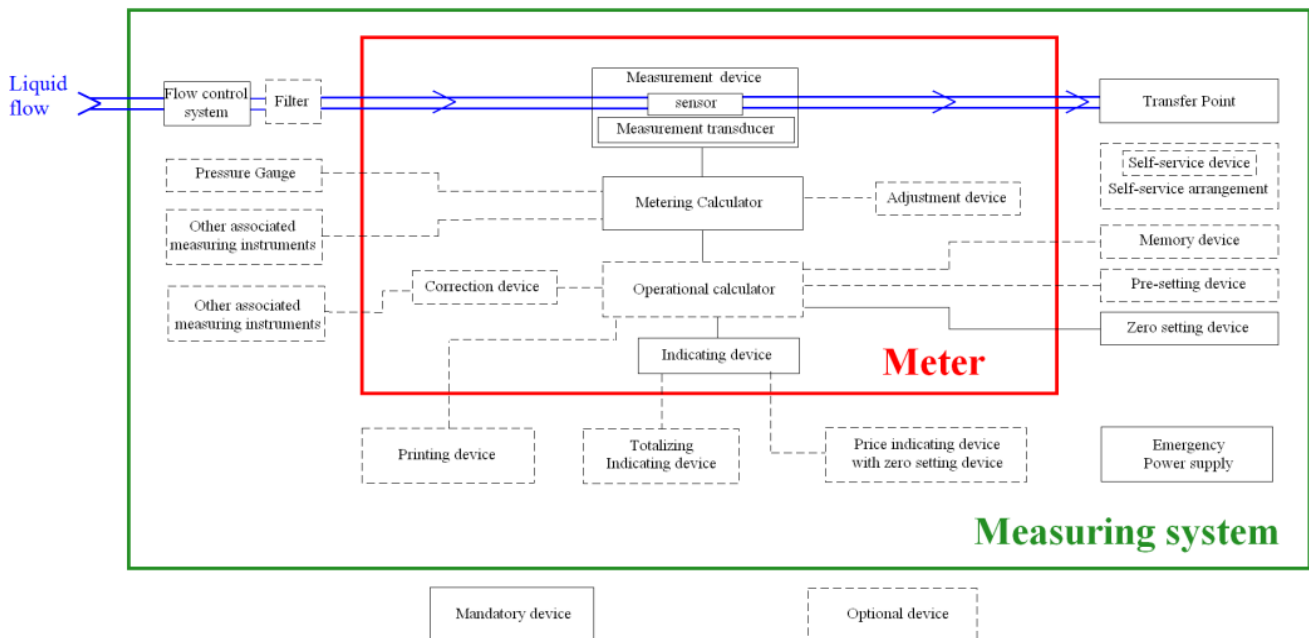 Liquid
flow
Flow control
system
Filter
Measurement device
sensor
Measurement transducer
Transfer Point
Pressure Gauge
Self-service device
Self-service arrangement
Metering Calculator
Adjustment device
Other associated
measuring instruments
Memory device
Correction device
Operational calculator
Pre-setting device
Other associated
measuring instruments
Zero setting device
Indicating device
Meter
Printing device
Totalizing
Indicating device
Price indicating device
with zero setting device
Emergency
Power supply
Measuring system
Mandatory device
Optional device